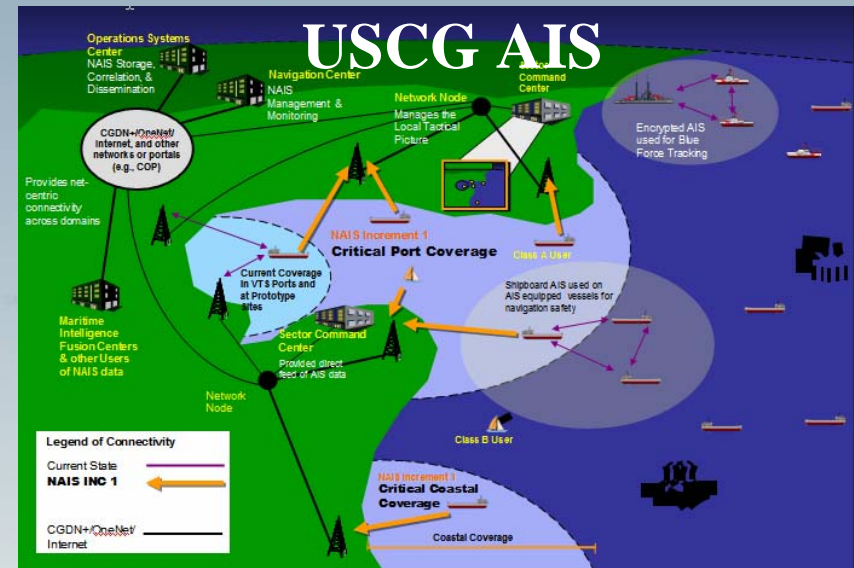 USCG AIS
Operations Systems
Center
NAIS Storage,
Correlation, &
Dissemination
Navigation Center
NAIS
Management &
Monitoring
Network Node
Manages the
Local Tactical
Picture
Command
Center
Encrypted AIS
used for Blue
Force Tracking
CGDN+/OneNet/
Internet, and other
networks or portals
(e.g., COP)
Provides net-
centric
connectivity
across domains
NAIS Increment 1
Critical Port Coverage
Class A User
Current Coverage
in VTS Ports and
at Prototype
Sites
Shipboard AIS used on
AIS equipped vessels for
navigation safety
Maritime
Intelligence
Fusion Centers
& other Users
of NAIS data
Sector Command
Center
Provided direct
feed of AIS data
Network
Node
Class B User
Legend of Connectivity
Current State
NAIS INC 1
CGDN+/OneNet/
Internet
NAIS Increment 1
Critical Coastal
Coverage
Coastal Coverage